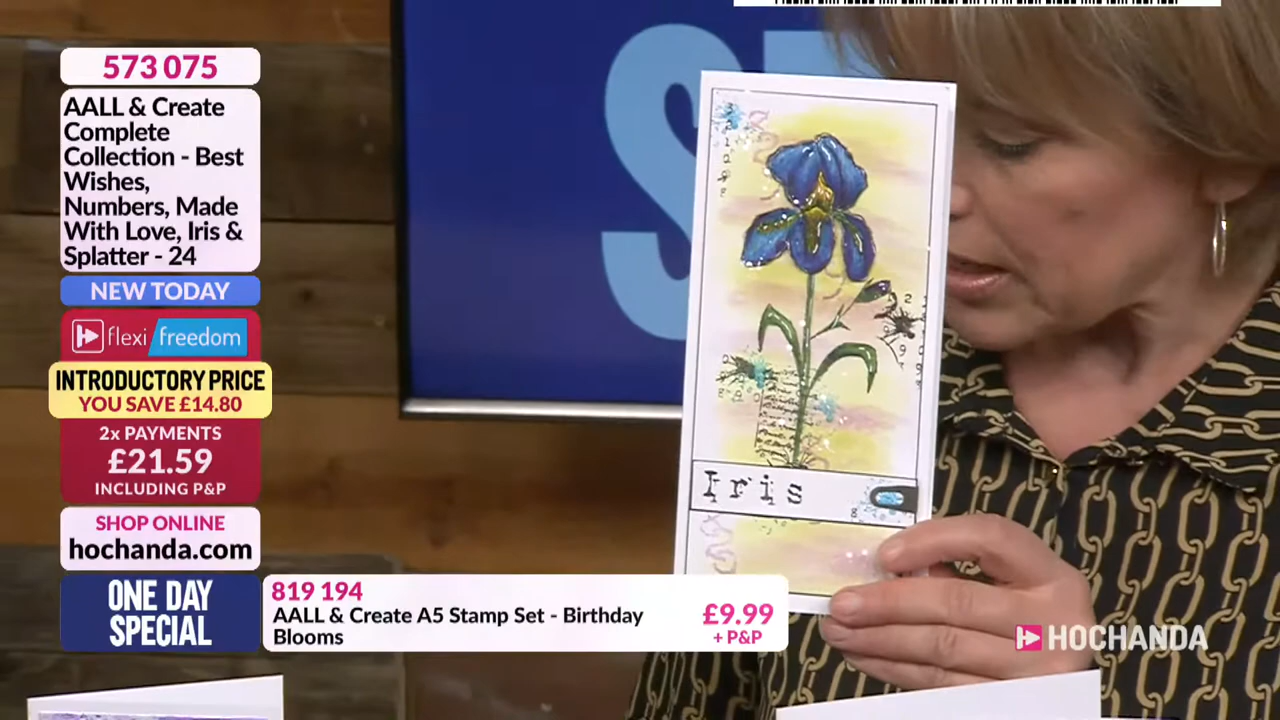 573 075
AALL & Create
Complete
Collection - Best
Wishes,
Numbers, Made
With Love, Iris &
Splatter - 24
NEW TODAY
flexi freedom
INTRODUCTORY PRICE
YOU SAVE £14.80
2x PAYMENTS
£21.59
INCLUDING P&P
SHOP ONLINE
hochanda.com
ONE DAY
SPECIAL
819 194
AALL & Create A5 Stamp Set - Birthday
Blooms
£9.99
+ P&P
Iris
HOCHANDA